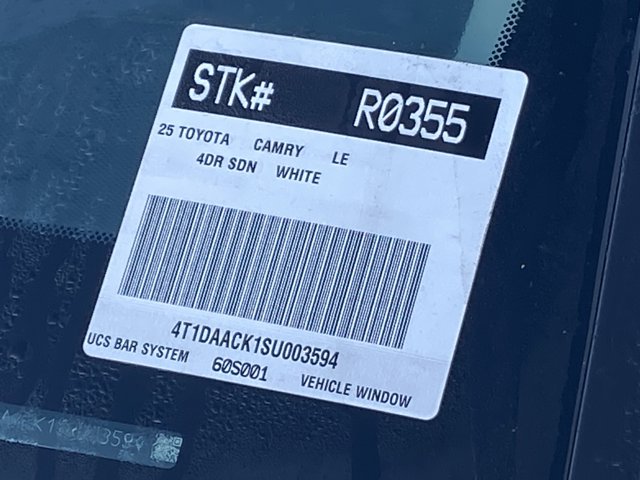 STK# R0355
25 TOYOTA CAMRY LE
4DR SDN WHITE
4T1DAACK1SU003594
UCS BAR SYSTEM 60S001 VEHICLE WINDOW